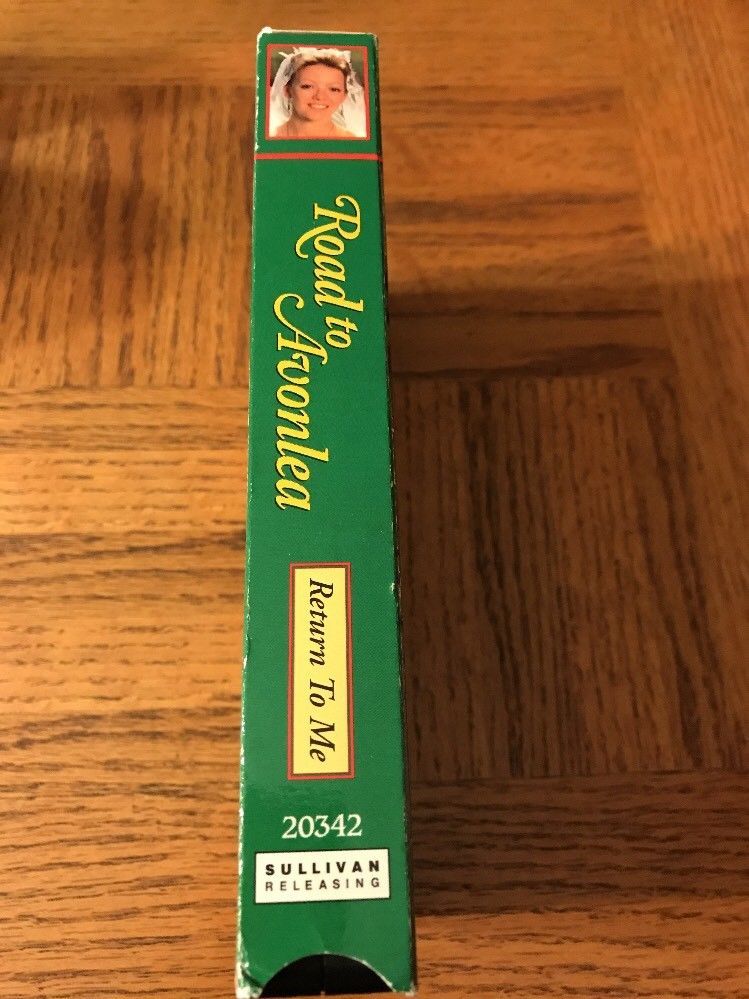 Road to
Avonlea
Return To Me
20342
SULLIVAN
RELEASING